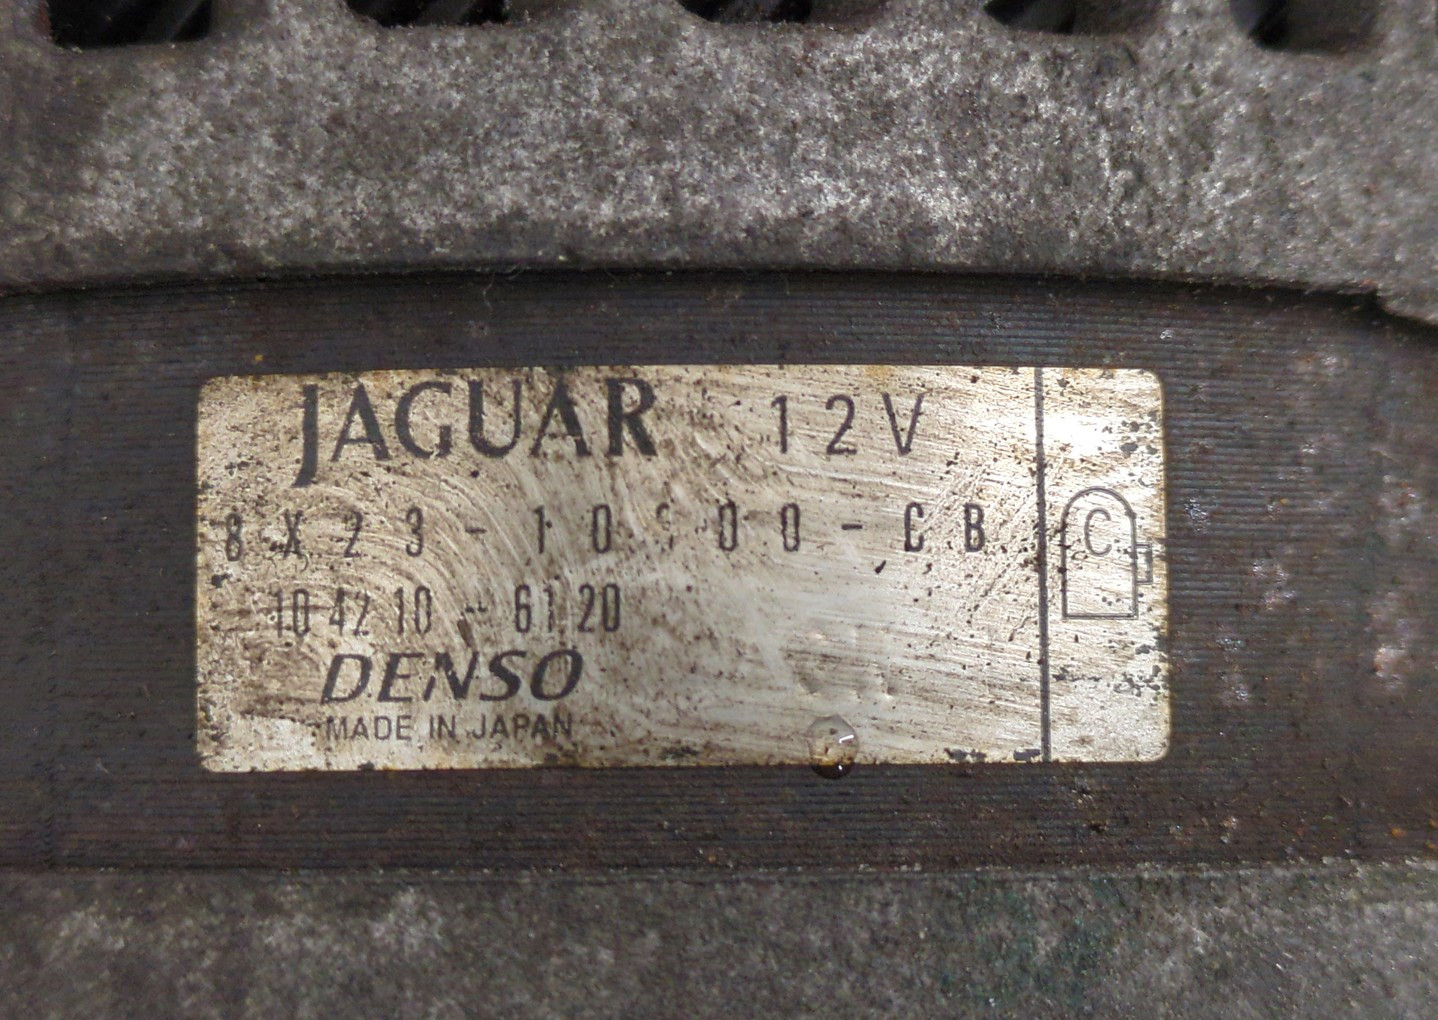 JAGUAR 12V
8X23-10300-CB
104210-6120
DENSO
MADE IN JAPAN
C